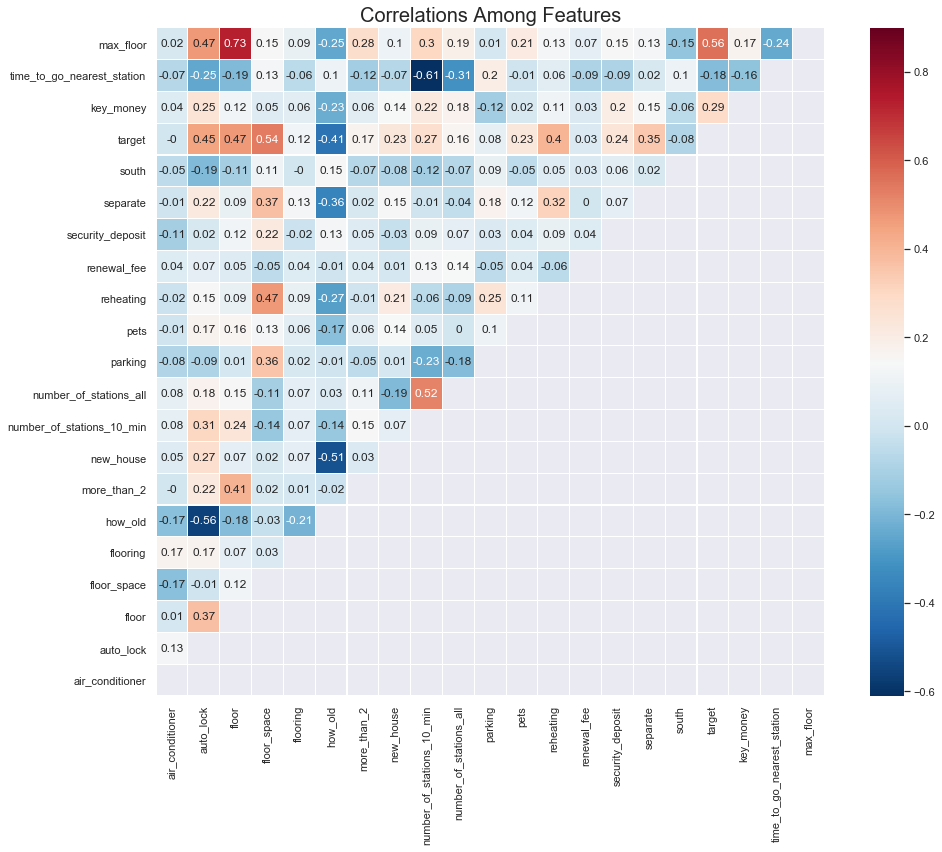 Correlations Among Features
max_floor 0.02 0.47 0.73 0.15 0.09 -0.25 0.28 0.1 0.3 0.19 0.01 0.21 0.13 0.07 0.15 0.13 -0.15 0.56 0.17 -0.24
time_to_go_nearest_station -0.07 -0.25 -0.19 0.13 -0.06 0.1 -0.12 -0.07 -0.61 -0.31 0.2 -0.01 0.06 -0.09 -0.09 0.02 0.1 -0.18 -0.16
key_money 0.04 0.25 0.12 0.05 0.06 -0.23 0.06 0.14 0.22 0.18 -0.12 0.02 0.11 0.03 0.2 0.15 -0.06 0.29
target -0 0.45 0.47 0.54 0.12 -0.41 0.17 0.23 0.27 0.16 0.08 0.23 0.4 0.03 0.24 0.35 -0.08
south -0.05 -0.19 -0.11 0.11 -0 0.15 -0.07 -0.08 -0.12 -0.07 0.09 -0.05 0.05 0.03 0.06 0.02
separate -0.01 0.22 0.09 0.37 0.13 -0.36 0.02 0.15 -0.01 -0.04 0.18 0.12 0.32 0 0.07
security_deposit -0.11 0.02 0.12 0.22 -0.02 0.13 0.05 -0.03 0.09 0.07 0.03 0.04 0.09 0.04
renewal_fee 0.04 0.07 0.05 -0.05 0.04 -0.01 0.04 0.01 0.13 0.14 -0.05 0.04 -0.06
reheating -0.02 0.15 0.09 0.47 0.09 -0.27 -0.01 0.21 -0.06 -0.09 0.25 0.11
pets -0.01 0.17 0.16 0.13 0.06 -0.17 0.06 0.14 0.05 0 0.1
parking -0.08 -0.09 0.01 0.36 0.02 -0.01 -0.05 0.01 -0.23 -0.18
number_of_stations_all 0.08 0.18 0.15 -0.11 0.07 0.03 0.11 -0.19 0.52
number_of_stations_10_min 0.08 0.31 0.24 -0.14 0.07 -0.14 0.15 0.07
new_house 0.05 0.27 0.07 0.02 0.07 -0.51 0.03
more_than_2 -0 0.22 0.41 0.02 0.01 -0.02
how_old -0.17 -0.56 -0.18 -0.03 -0.21
flooring 0.17 0.17 0.07 0.03
floor_space -0.17 -0.01 0.12
floor 0.01 0.37
auto_lock 0.13
air_conditioner
air_conditioner
auto_lock
floor
floor_space
flooring
how_old
more_than_2
new_house
number_of_stations_10_min
number_of_stations_all
parking
pets
reheating
renewal_fee
security_deposit
separate
south
target
key_money
time_to_go_nearest_station
max_floor
0.8
0.6
0.4
0.2
0.0
−0.2
−0.4
−0.6